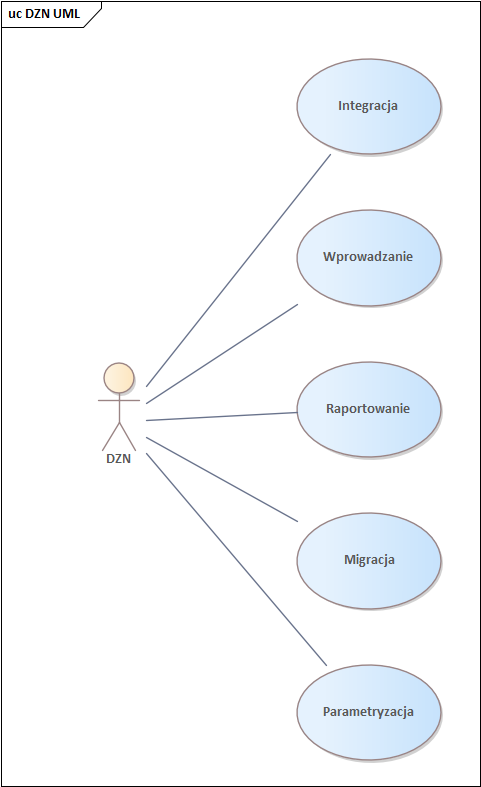 uc DZN UML
Integracja
Wprowadzanie
Raportowanie
DZN
Migracja
Parametryzacja